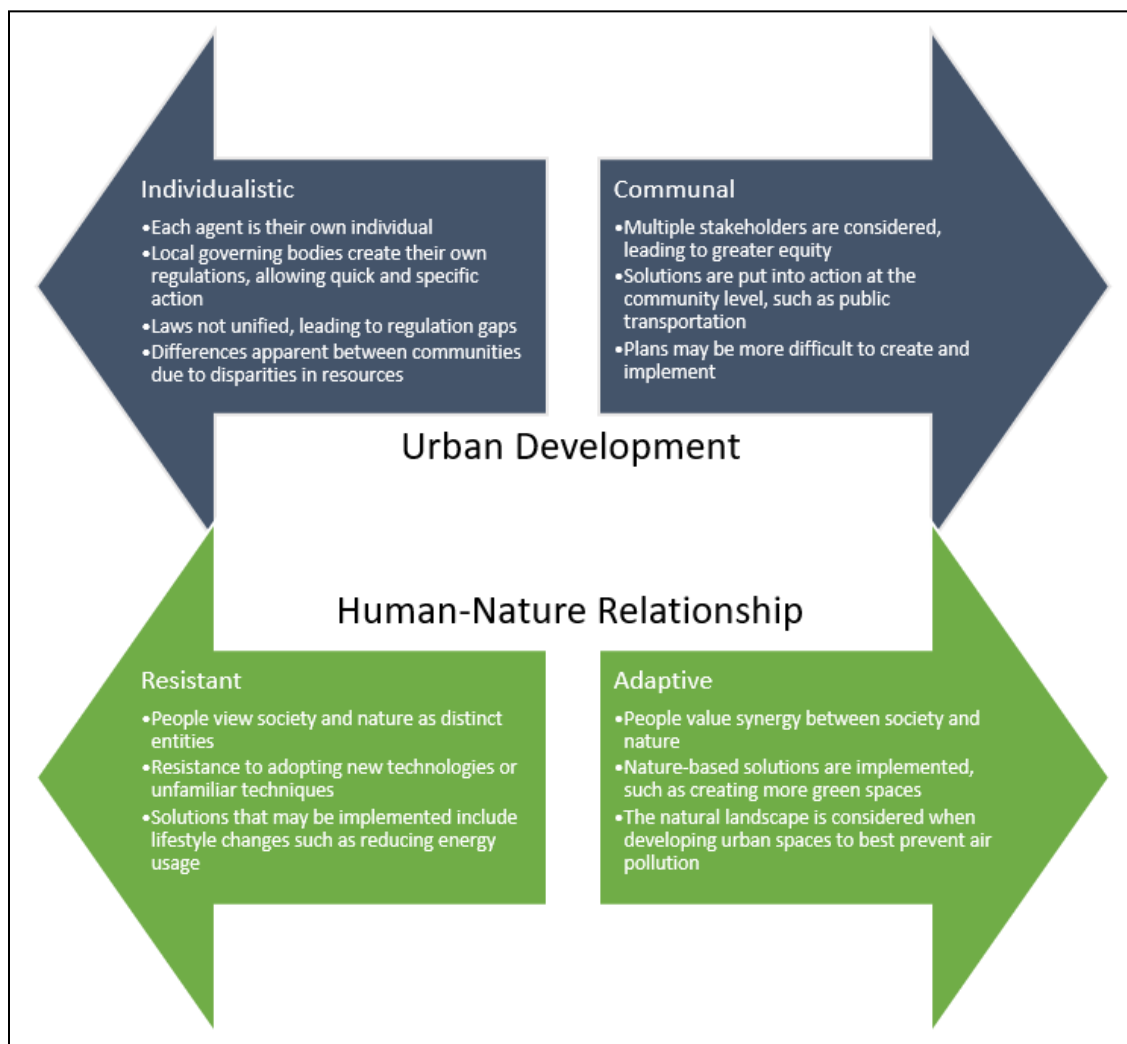 Individualistic
•Each agent is their own individual
•Local governing bodies create their own
regulations, allowing quick and specific
action
•Laws not unified, leading to regulation gaps
•Differences apparent between communities
due to disparities in resources
Communal
•Multiple stakeholders are considered,
leading to greater equity
•Solutions are put into action at the
community level, such as public
transportation
•Plans may be more difficult to create and
implement
Urban Development
Human-Nature Relationship
Resistant
•People view society and nature as distinct
entities
•Resistance to adopting new technologies or
unfamiliar techniques
•Solutions that may be implemented include
lifestyle changes such as reducing energy
usage
Adaptive
•People value synergy between society and
nature
•Nature-based solutions are implemented,
such as creating more green spaces
•The natural landscape is considered when
developing urban spaces to best prevent air
pollution